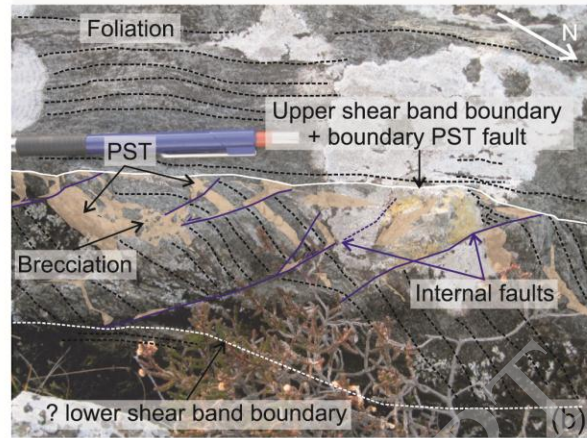 Foliation
N
Upper shear band boundary
+ boundary PST fault
PST
Brecciation
Internal faults
? lower shear band boundary
(b)